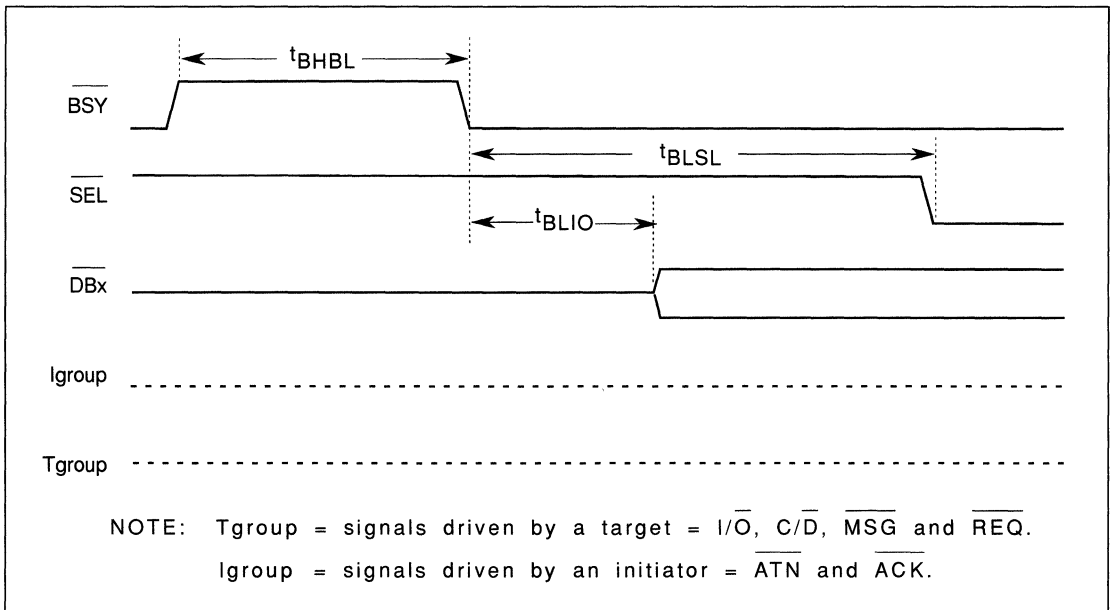 tBHBL
BSY
tBLSL
SEL
tBLIO
DBx
Igroup
Tgroup
NOTE: Tgroup = signals driven by a target = I/O, C/D, MSG and REQ.
Igroup = signals driven by an initiator = ATN and ACK.